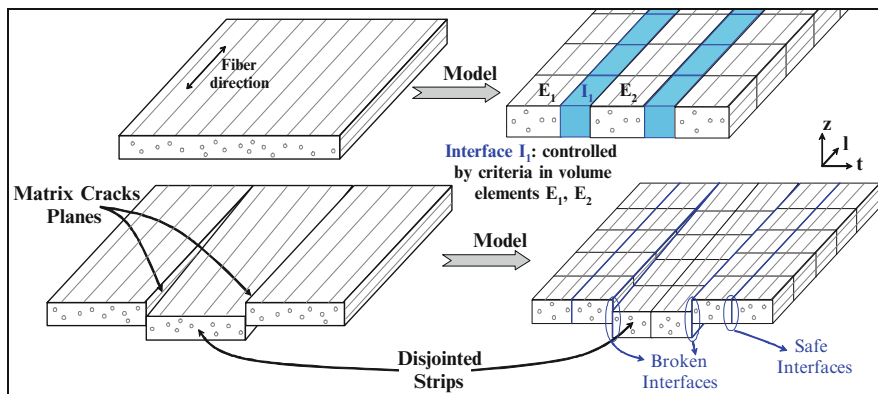 Fiber
direction
Model
E1 I1 E2
Interface I1: controlled
by criteria in volume
elements E1, E2
z
l
t
Matrix Cracks
Planes
Model
Disjointed
Strips
Broken
Interfaces
Safe
Interfaces